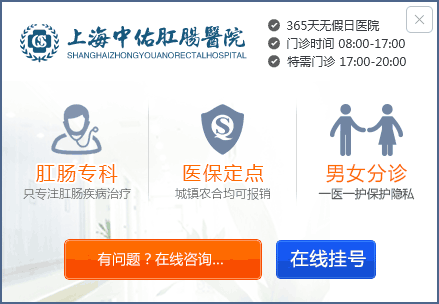 上海中佑肛腸醫院
SHANGHAIZHONGYOUANORECTALHOSPITAL
365天无假日医院
门诊时间 08:00-17:00
特需门诊 17:00-20:00
肛肠专科
只专注肛肠疾病治疗
医保定点
城镇农合均可报销
男女分诊
一医一护保护隐私
有问题？在线咨询...
在线挂号